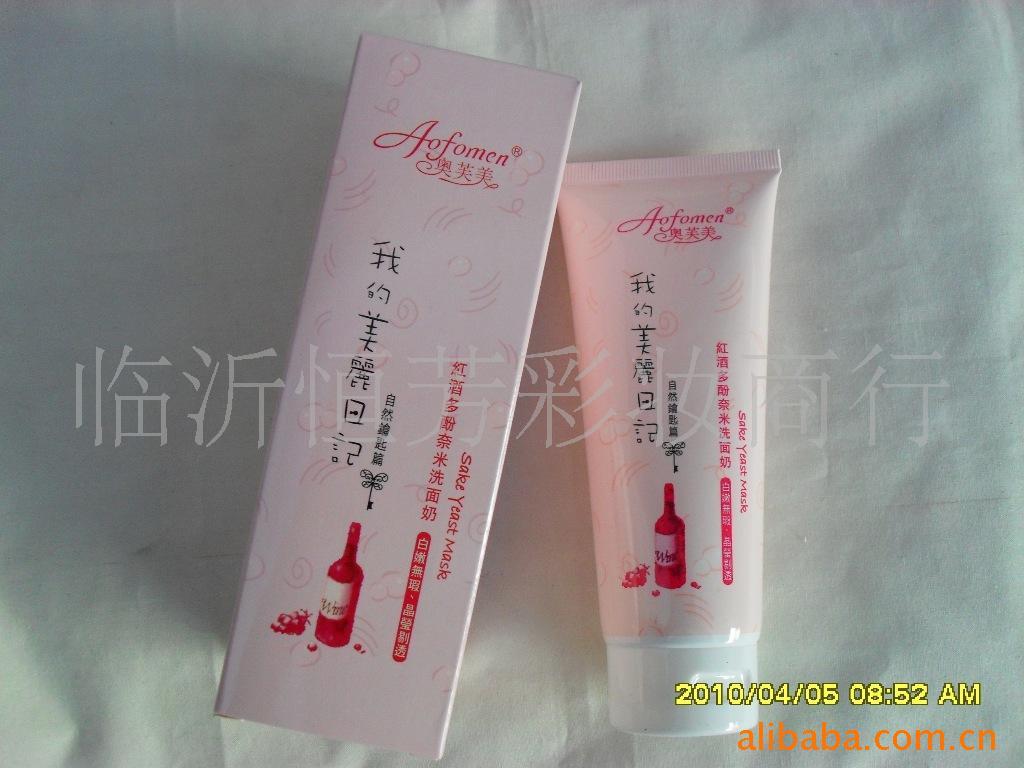 Aofomen®
奥芙美
我的美麗日記
自然鑰匙篇
紅酒多酚奈米洗面奶
Sake Yeast Mask
白嫩無瑕、晶瑩剔透
Wine
Aofomen®
奥芙美
我的美麗日記
自然鑰匙篇
紅酒多酚奈米洗面奶
Sake Yeast Mask
白嫩無瑕、晶瑩剔透
Wine
临沂恒芳彩妆商行
2010/04/05 08:52 AM
alibaba.com.cn